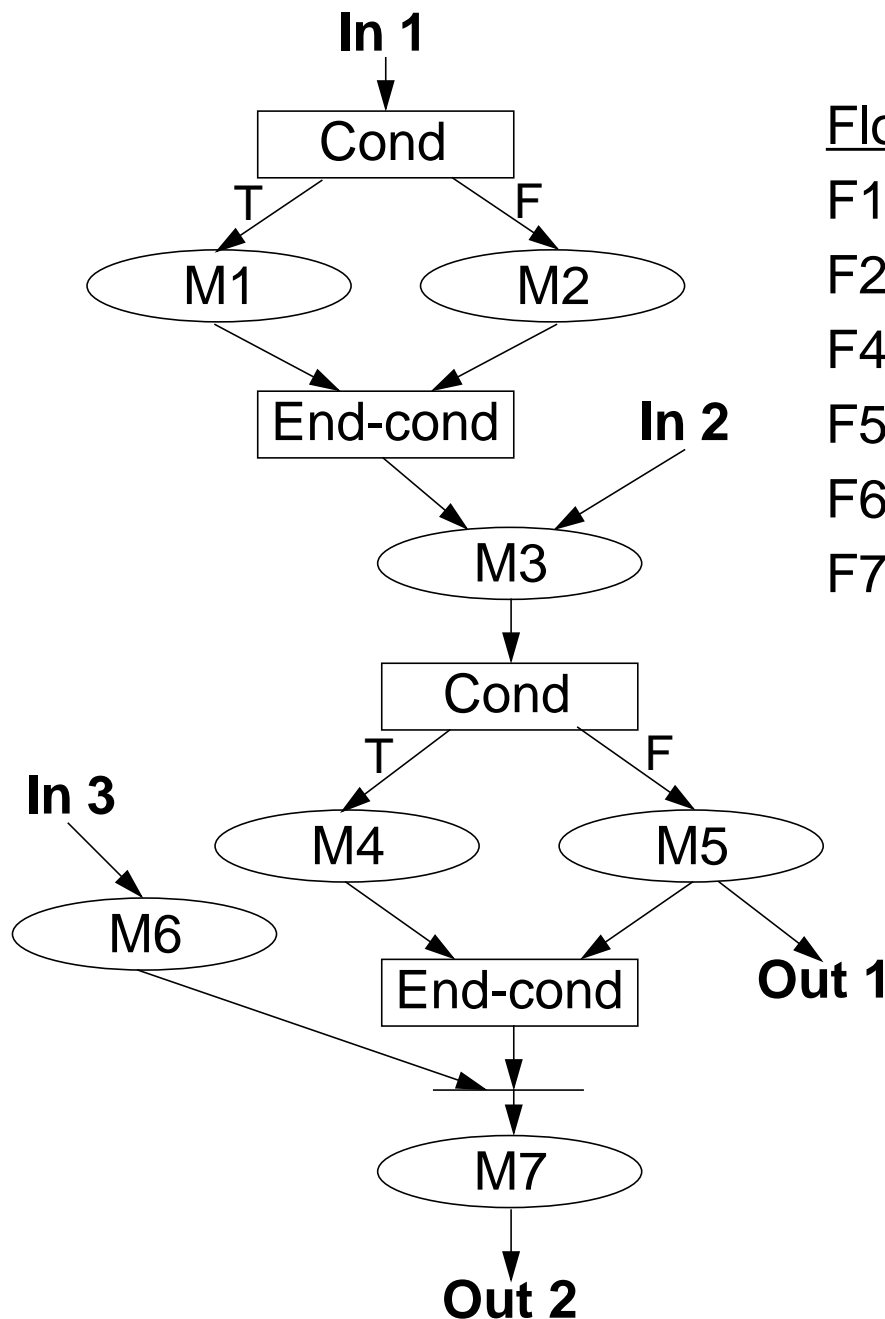 In 1
Cond
T
F
M1
M2
End-cond
In 2
M3
Cond
T
F
In 3
M4
M5
M6
End-cond
Out 1
M7
Out 2
F1
F2
F4
F5
F6
F7